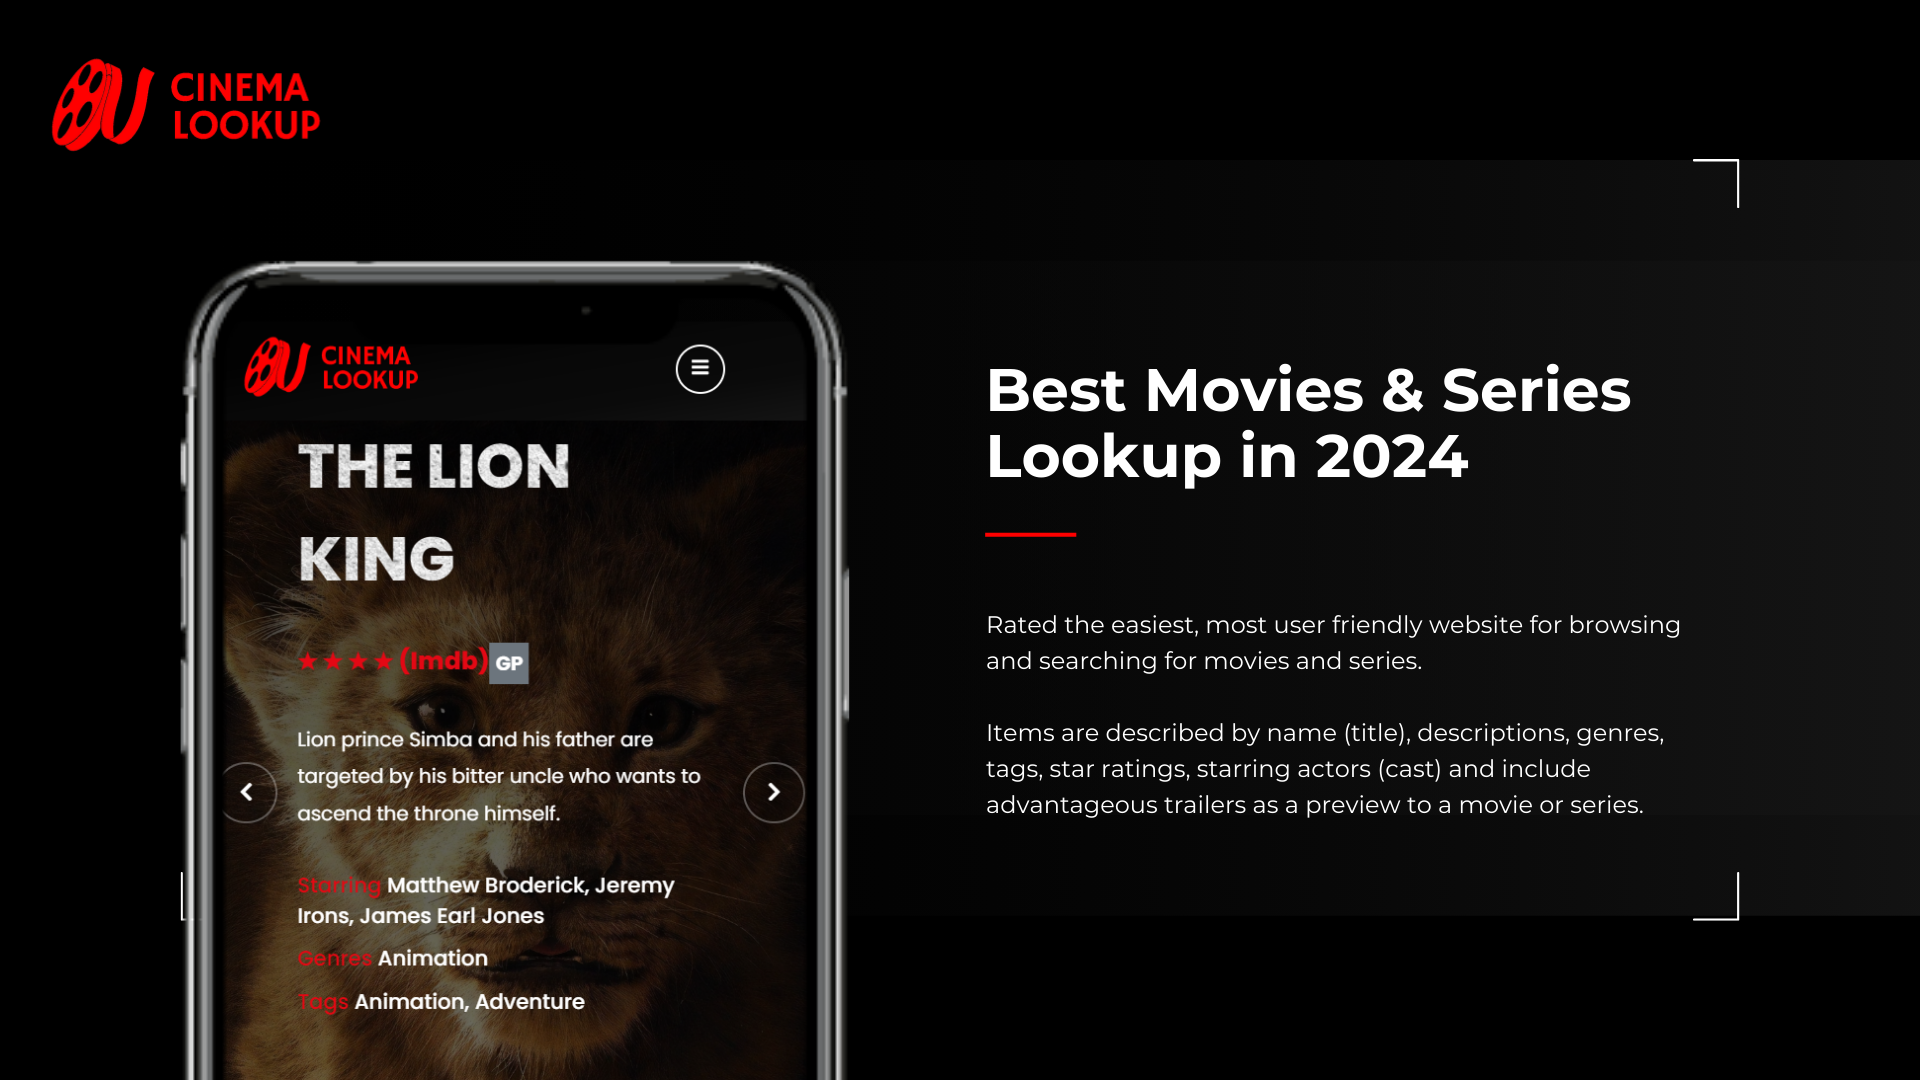 CINEMA
LOOKUP
CINEMA
LOOKUP
THE LION
KING
★★★★ (Imdb) GP
Lion prince Simba and his father are
targeted by his bitter uncle who wants to
ascend the throne himself.
Starring Matthew Broderick, Jeremy
Irons, James Earl Jones
Genres Animation
Tags Animation, Adventure
Best Movies & Series
Lookup in 2024
Rated the easiest, most user friendly website for browsing
and searching for movies and series.
Items are described by name (title), descriptions, genres,
tags, star ratings, starring actors (cast) and include
advantageous trailers as a preview to a movie or series.